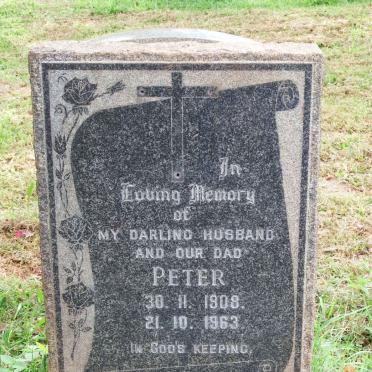 In
Loving Memory
of
MY DARLING HUSBAND
AND OUR DAD
PETER
30. 11. 1908.
21. 10. 1963
IN GOD'S KEEPING.